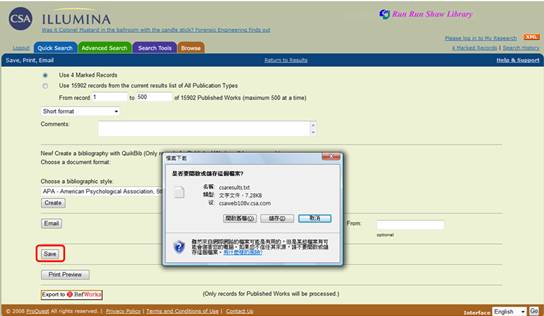 CSA ILLUMINA
Run Run Shaw Library
Was it Colonel Mustard in the ballroom with the candle stick? Forensic Engineering finds out
Please log in to My Research XML
Logout Quick Search Advanced Search Search Tools Browse 4 Marked Records | Search History
Save, Print, Email Return to Results Help & Support
Use 4 Marked Records
Use 15902 records from the current results list of All Publication Types
From record 1 to 500 of 15902 Published Works (maximum 500 at a time)
Short format
Comments:
New! Create a bibliography with QuikBib (Only
Choose a document format:
Choose a bibliographic style:
APA - American Psychological Association, 5t
Create
檔案下載
是否要開啟或儲存這個檔案?
名稱: csaresults.txt
類型: 文字文件, 7.28KB
從: csaweb108v.csa.com
開啟舊檔(O) 儲存(S) 取消
雖然來自網際網路的檔案可能是有用的，但是某些檔案有可能會傷害您的電腦。如果您不信任其來源，請不要開啟或儲存這個檔案。
有什麼樣的風險?
Email From:
optional
Save
Print Preview
Export to RefWorks (Only records for Published Works will be processed.)
© 2008 ProQuest All rights reserved. | Privacy Policy | Terms and Conditions of Use | Contact Us Interface English Go